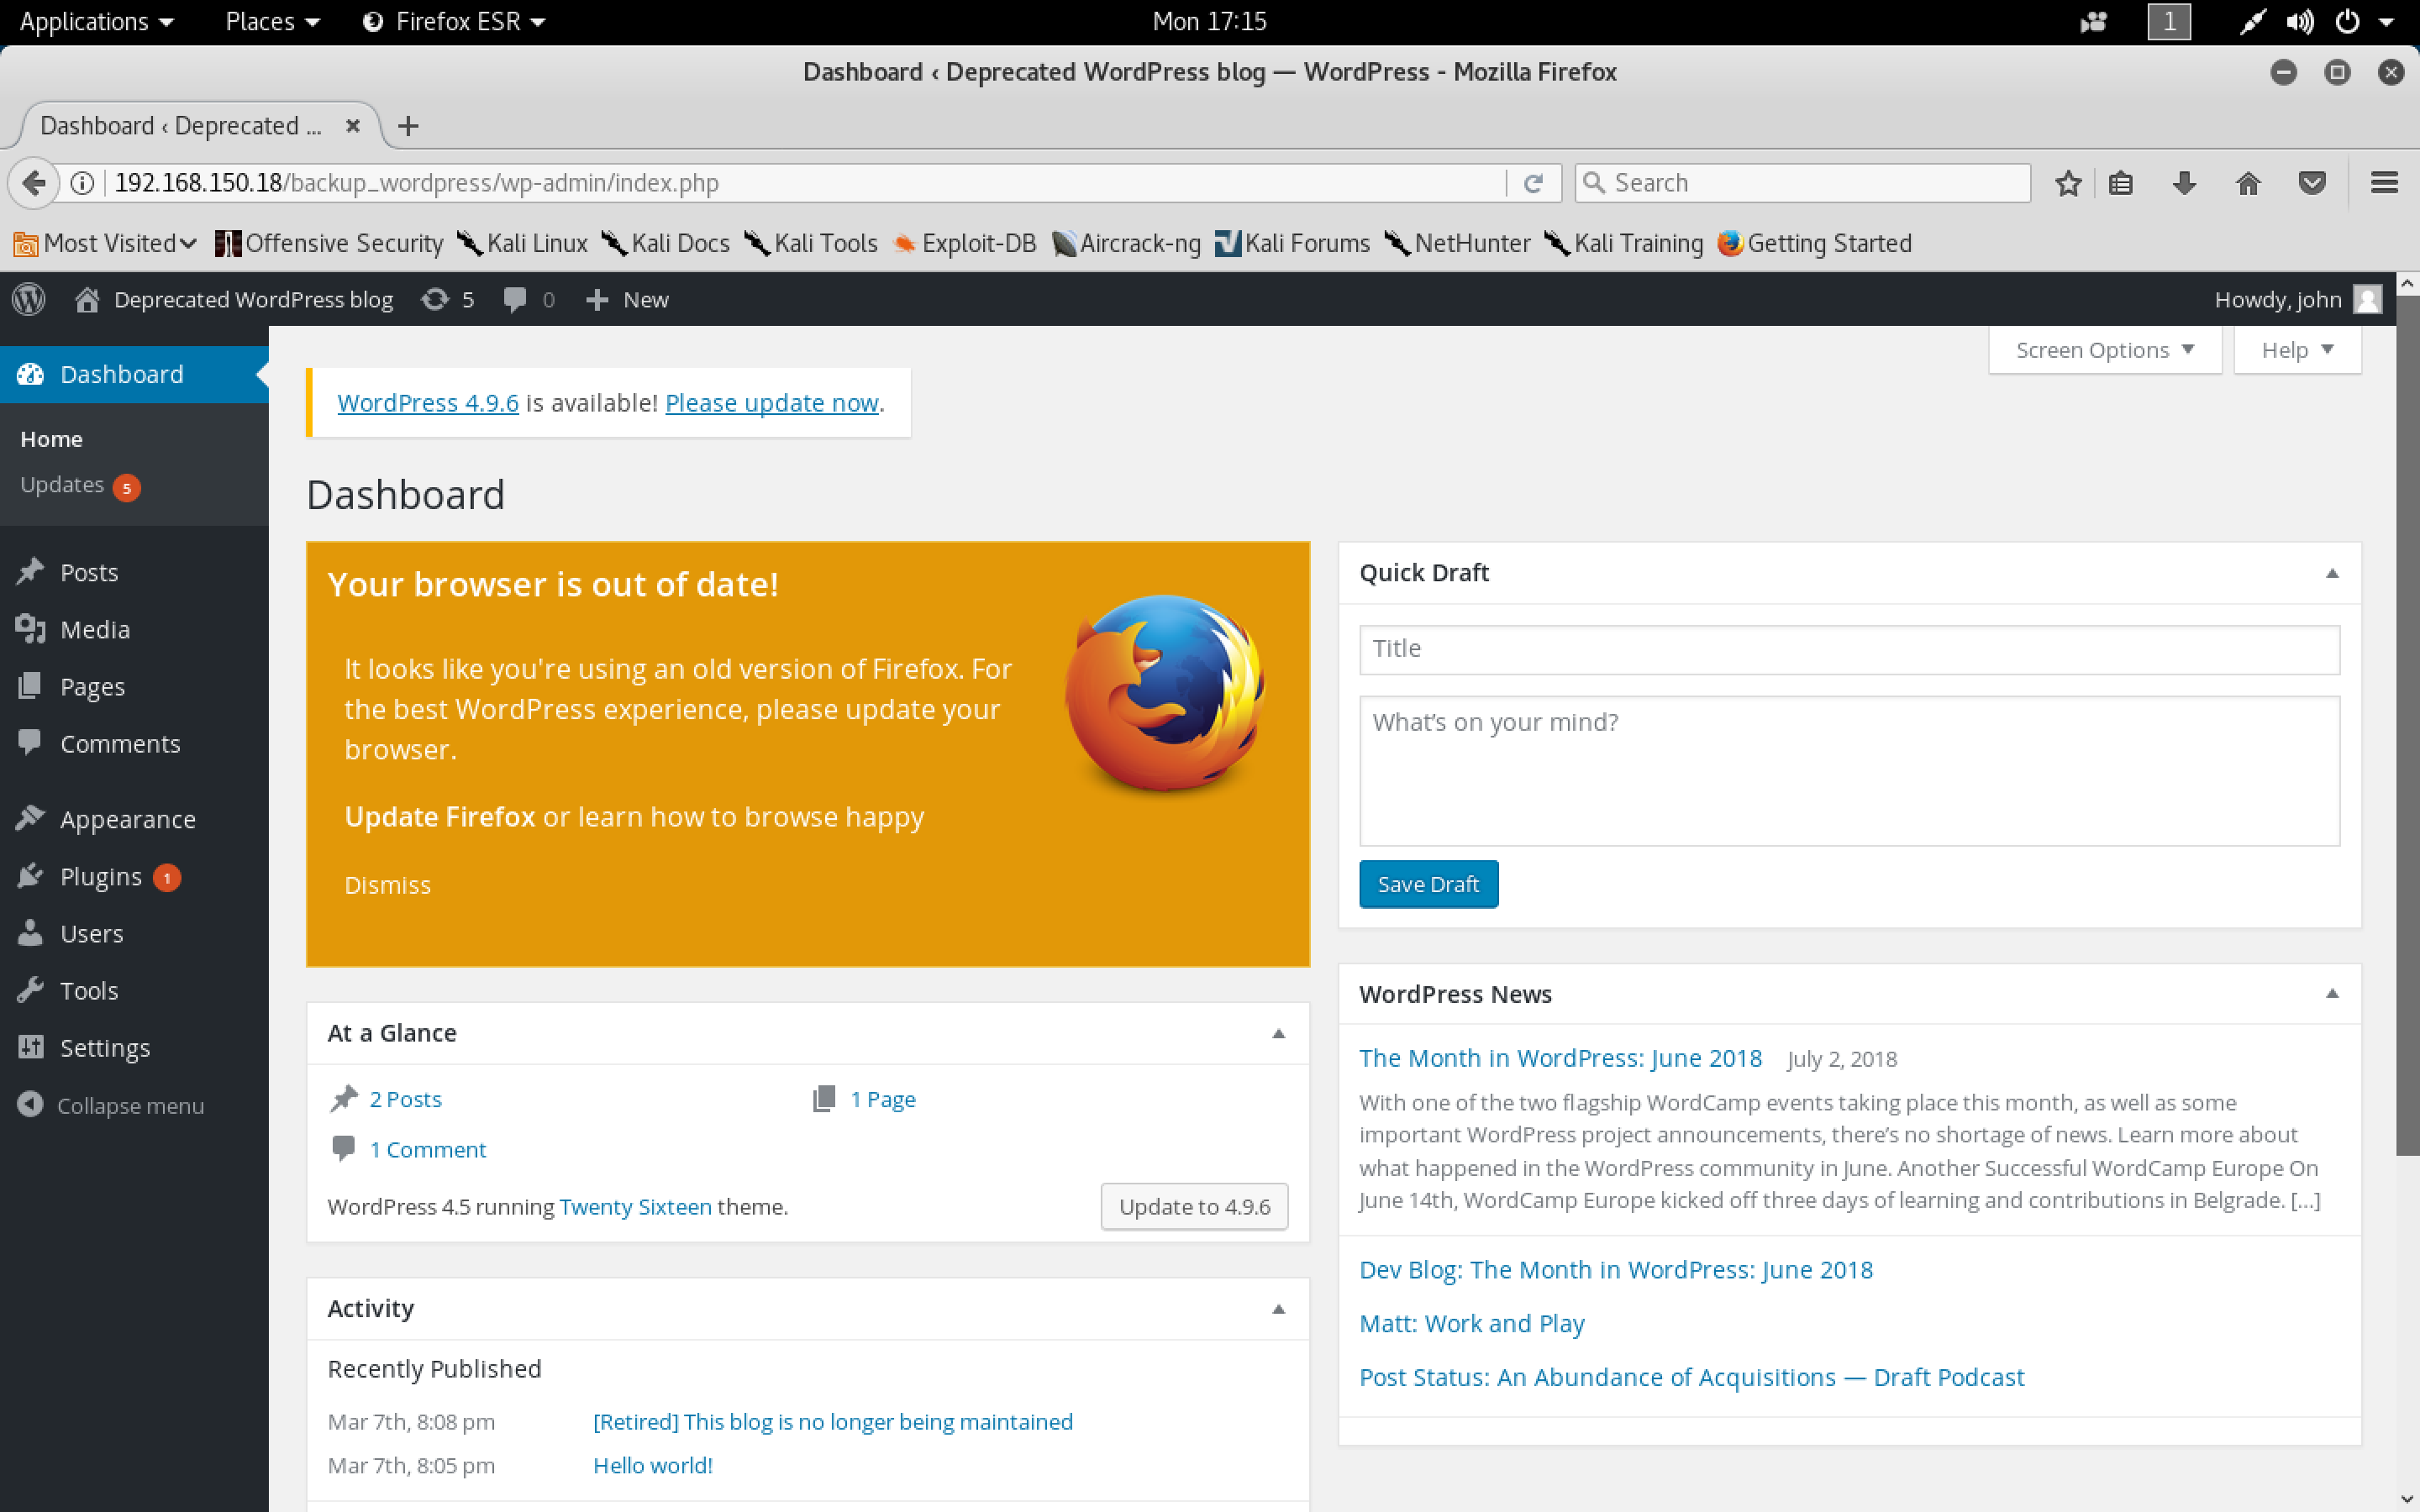 Applications Places Firefox ESR Mon 17:15 1
Dashboard ‹ Deprecated WordPress blog — WordPress - Mozilla Firefox
Dashboard ‹ Deprecated ...
192.168.150.18/backup_wordpress/wp-admin/index.php Search
Most Visited Offensive Security Kali Linux Kali Docs Kali Tools Exploit-DB Aircrack-ng Kali Forums NetHunter Kali Training Getting Started
Deprecated WordPress blog 5 0 New Howdy, john
Screen Options Help
Dashboard
Home
Updates 5
Posts
Media
Pages
Comments
Appearance
Plugins 1
Users
Tools
Settings
Collapse menu
WordPress 4.9.6 is available! Please update now.
Dashboard
Your browser is out of date!
It looks like you're using an old version of Firefox. For
the best WordPress experience, please update your
browser.
Update Firefox or learn how to browse happy
Dismiss
At a Glance
2 Posts 1 Page
1 Comment
WordPress 4.5 running Twenty Sixteen theme. Update to 4.9.6
Activity
Recently Published
Mar 7th, 8:08 pm [Retired] This blog is no longer being maintained
Mar 7th, 8:05 pm Hello world!
Quick Draft
Title
What’s on your mind?
Save Draft
WordPress News
The Month in WordPress: June 2018 July 2, 2018
With one of the two flagship WordCamp events taking place this month, as well as some
important WordPress project announcements, there’s no shortage of news. Learn more about
what happened in the WordPress community in June. Another Successful WordCamp Europe On
June 14th, WordCamp Europe kicked off three days of learning and contributions in Belgrade. [...]
Dev Blog: The Month in WordPress: June 2018
Matt: Work and Play
Post Status: An Abundance of Acquisitions — Draft Podcast